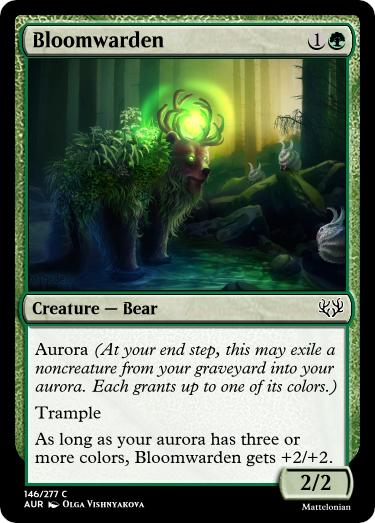 Bloomwarden 1
Creature — Bear
Aurora (At your end step, this may exile a
noncreature from your graveyard into your
aurora. Each grants up to one of its colors.)
Trample
As long as your aurora has three or
more colors, Bloomwarden gets +2/+2.
2/2
146/277 C
AUR OLGA VISHNYAKOVA
Mattelonian